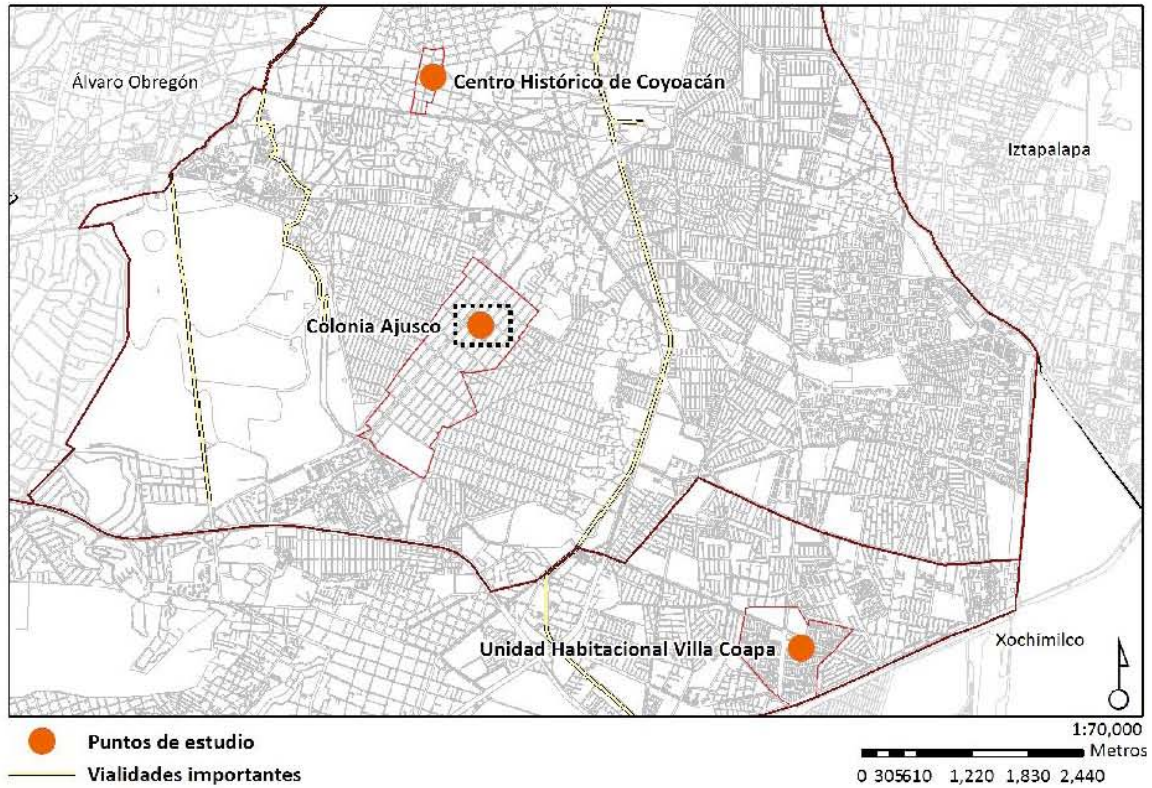 Álvaro Obregón
Centro Histórico de Coyoacán
Iztapalapa
Colonia Ajusco
Unidad Habitacional Villa Coapa
Xochimilco
1:70,000
Puntos de estudio
Metros
Vialidades importantes
0 305610 1,220 1,830 2,440